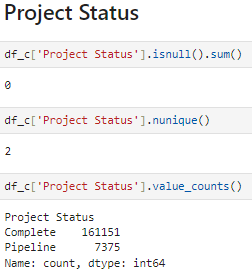 Project Status
df_c['Project Status'].isnull().sum()
0
df_c['Project Status'].nunique()
2
df_c['Project Status'].value_counts()
Project Status
Complete    161151
Pipeline      7375
Name: count, dtype: int64